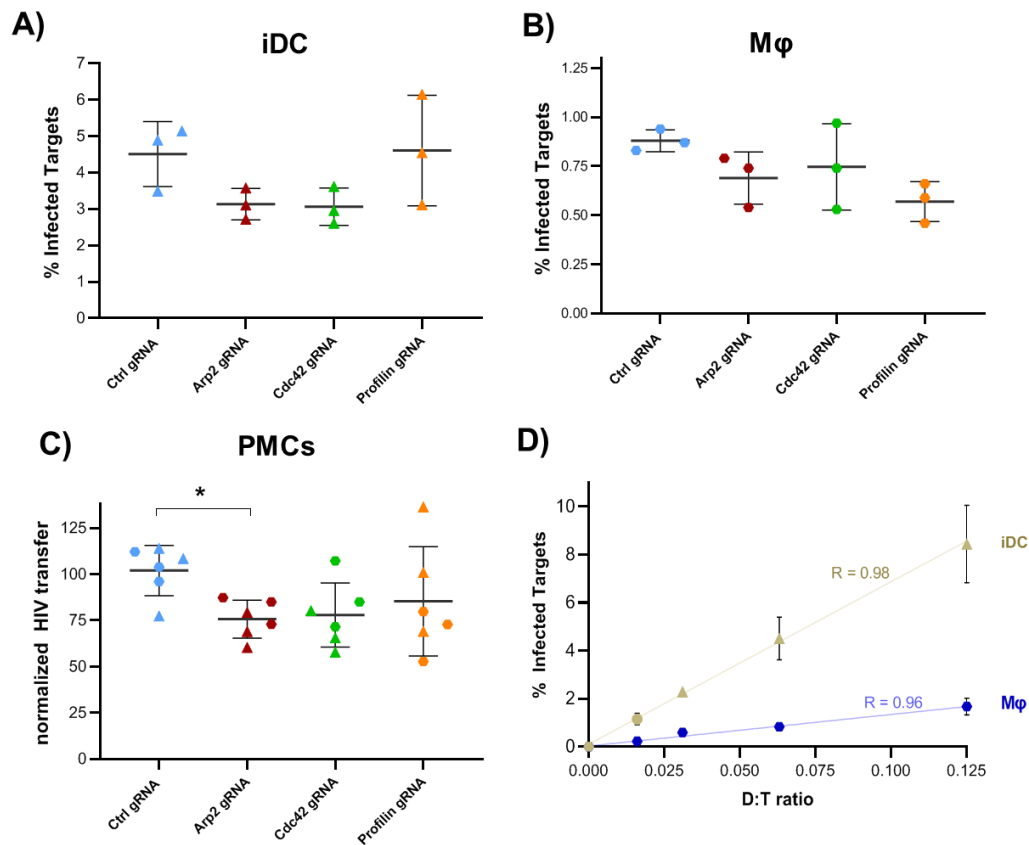 A)
iDC
% Infected Targets
7
6
5
4
3
2
1
0
Ctrl gRNA
Arp2 gRNA
Cdc42 gRNA
Profilin gRNA
B)
Mφ
% Infected Targets
1.25
1.00
0.75
0.50
0.25
0.00
Ctrl gRNA
Arp2 gRNA
Cdc42 gRNA
Profilin gRNA
C)
PMCs
normalized HIV transfer
125
100
75
50
25
0
*
Ctrl gRNA
Arp2 gRNA
Cdc42 gRNA
Profilin gRNA
D)
% Infected Targets
10
8
6
4
2
0
iDC
R = 0.98
Mφ
R = 0.96
0.000
0.025
0.050
0.075
0.100
0.125
D:T ratio